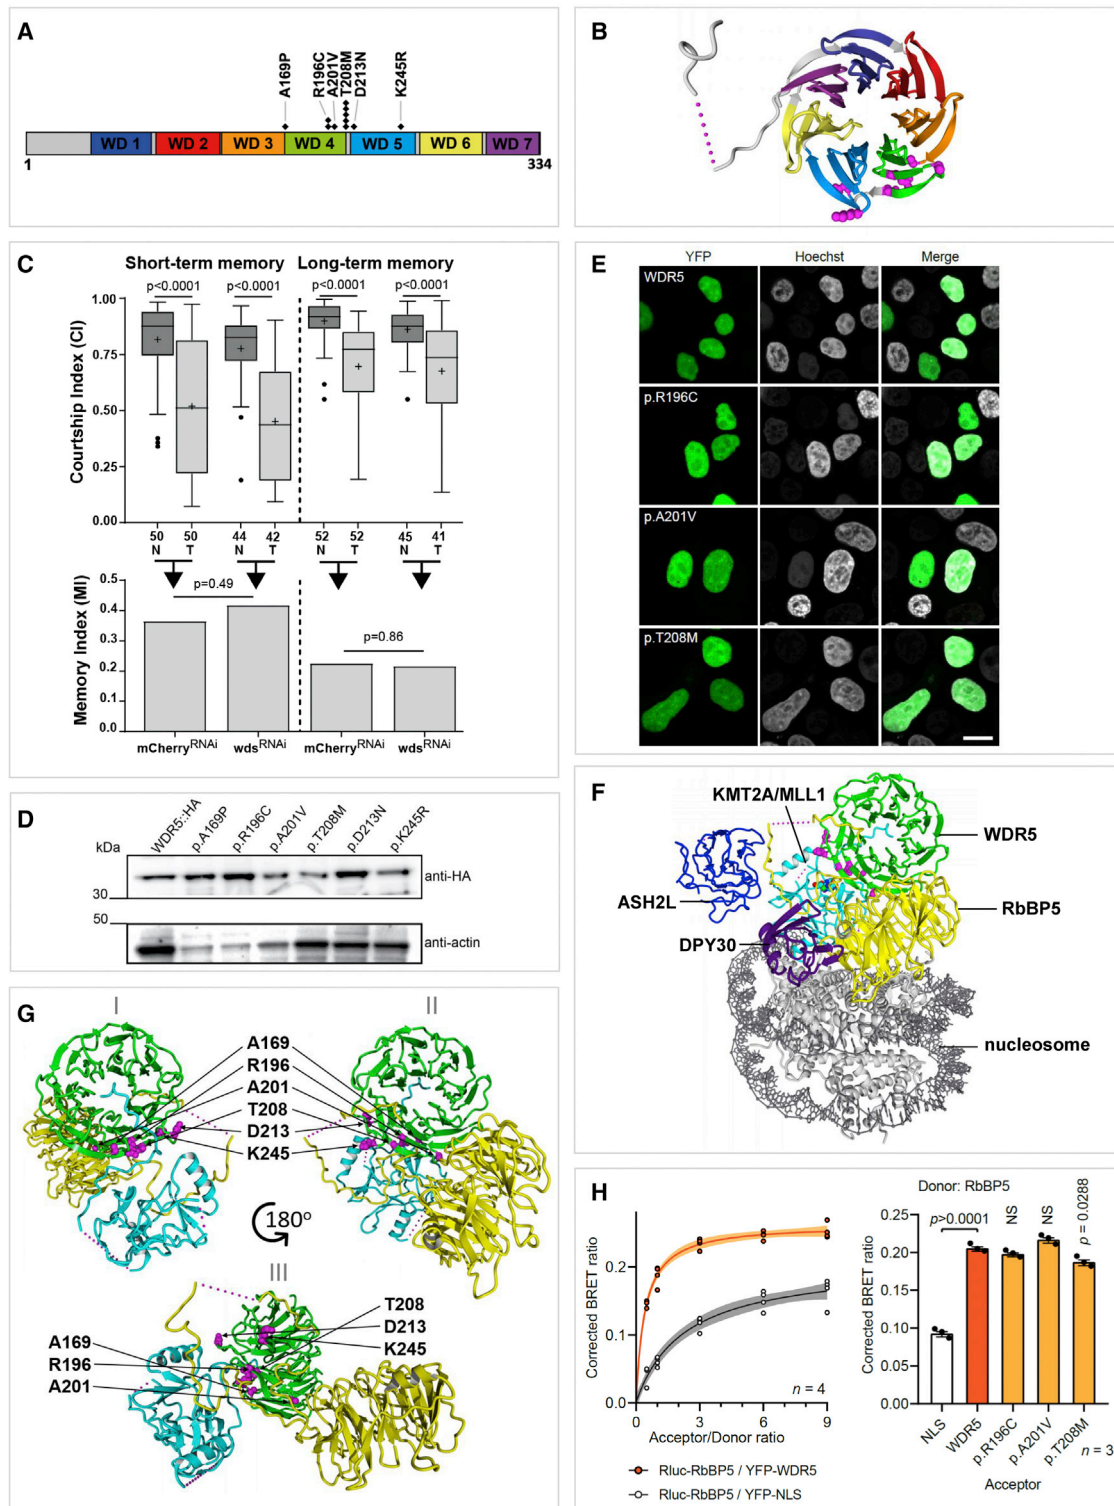 A
A169P
R196C
A201V
T208M
D213N
K245R
WD 1 WD 2 WD 3 WD 4 WD 5 WD 6 WD 7
1 334
B
C
Short-term memory Long-term memory
p<0.0001 p<0.0001 p<0.0001 p<0.0001
Courtship Index (CI)
1.00
0.75
0.50
0.25
0.00
50 50 44 42 52 52 45 41
N T N T N T N T
Memory Index (MI)
0.5
0.4
0.3
0.2
0.1
0.0
p=0.49
p=0.86
mCherryRNAi wdsRNAi mCherryRNAi wdsRNAi
D
WDR5::HA
p.A169P
p.R196C
p.A201V
p.T208M
p.D213N
p.K245R
kDa
30
anti-HA
50
anti-actin
E
YFP Hoechst Merge
WDR5
p.R196C
p.A201V
p.T208M
F
KMT2A/MLL1
WDR5
ASH2L
RbBP5
DPY30
nucleosome
G
I II
A169
R196
A201
T208
D213
K245
180o
III
T208
D213
K245
A169
R196
A201
H
Corrected BRET ratio
0.2
0.1
0.0
0 3 6 9
n = 4
Acceptor/Donor ratio
Rluc-RbBP5 / YFP-WDR5
Rluc-RbBP5 / YFP-NLS
Donor: RbBP5
p>0.0001
NS
NS
p = 0.0288
Corrected BRET ratio
0.25
0.20
0.15
0.10
0.05
0.00
NLS
WDR5
p.R196C
p.A201V
p.T208M
n = 3
Acceptor